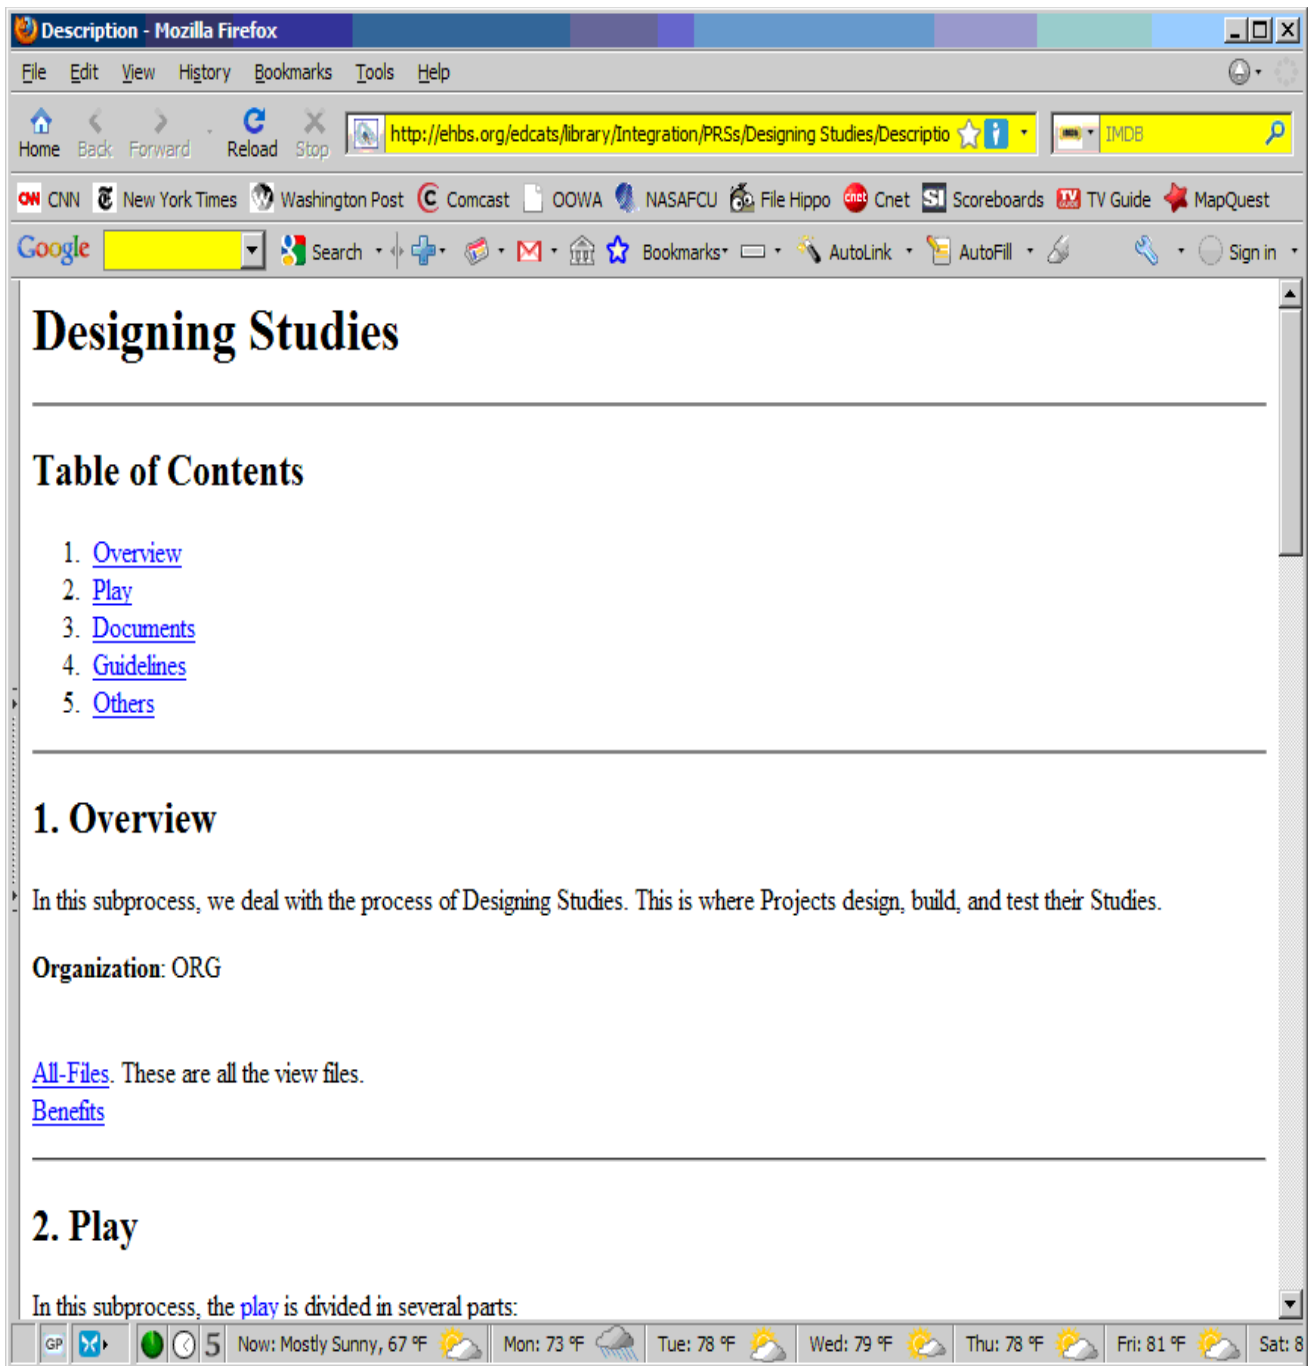 Description - Mozilla Firefox
File Edit View History Bookmarks Tools Help
Home Back Forward Reload Stop http://ehbs.org/edcats/library/Integration/PRSs/Designing Studies/Descriptio IMDB
CNN New York Times Washington Post Comcast OOWA NASAFCU File Hippo cnet Cnet SI Scoreboards TV Guide MapQuest
Google Search Bookmarks AutoLink AutoFill Sign in
Designing Studies
Table of Contents
1. Overview
2. Play
3. Documents
4. Guidelines
5. Others
1. Overview
In this subprocess, we deal with the process of Designing Studies. This is where Projects design, build, and test their Studies.
Organization: ORG
All-Files. These are all the view files.
Benefits
2. Play
In this subprocess, the play is divided in several parts:
GP 5 Now: Mostly Sunny, 67 °F Mon: 73 °F Tue: 78 °F Wed: 79 °F Thu: 78 °F Fri: 81 °F Sat: 8